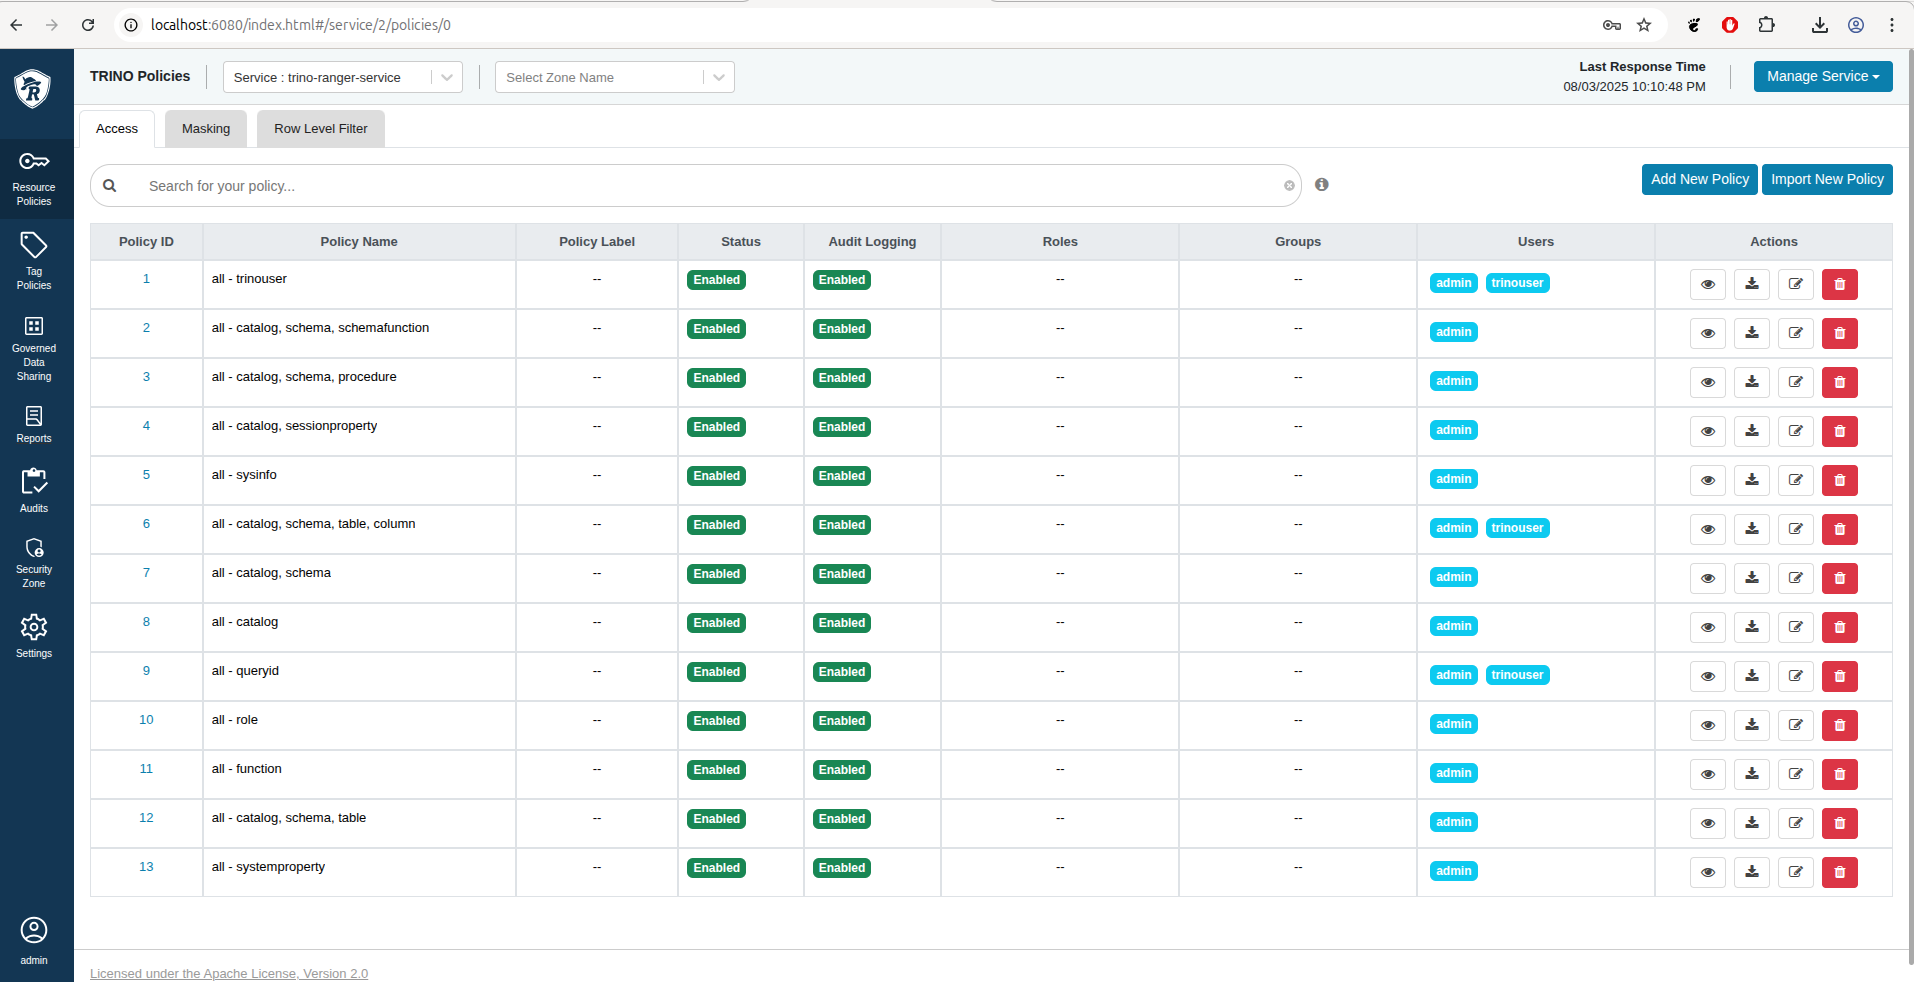 localhost:6080/index.html#/service/2/policies/0
R
Resource
Policies
Tag
Policies
Governed
Data
Sharing
Reports
Audits
Security
Zone
Settings
admin
TRINO Policies
Service : trino-ranger-service
Select Zone Name
Last Response Time
08/03/2025 10:10:48 PM
Manage Service
Access Masking Row Level Filter
Search for your policy...
Add New Policy Import New Policy
Policy ID Policy Name Policy Label Status Audit Logging Roles Groups Users Actions
1 all - trinouser -- Enabled Enabled -- -- admin trinouser
2 all - catalog, schema, schemafunction -- Enabled Enabled -- -- admin
3 all - catalog, schema, procedure -- Enabled Enabled -- -- admin
4 all - catalog, sessionproperty -- Enabled Enabled -- -- admin
5 all - sysinfo -- Enabled Enabled -- -- admin
6 all - catalog, schema, table, column -- Enabled Enabled -- -- admin trinouser
7 all - catalog, schema -- Enabled Enabled -- -- admin
8 all - catalog -- Enabled Enabled -- -- admin
9 all - queryid -- Enabled Enabled -- -- admin trinouser
10 all - role -- Enabled Enabled -- -- admin
11 all - function -- Enabled Enabled -- -- admin
12 all - catalog, schema, table -- Enabled Enabled -- -- admin
13 all - systemproperty -- Enabled Enabled -- -- admin
Licensed under the Apache License, Version 2.0